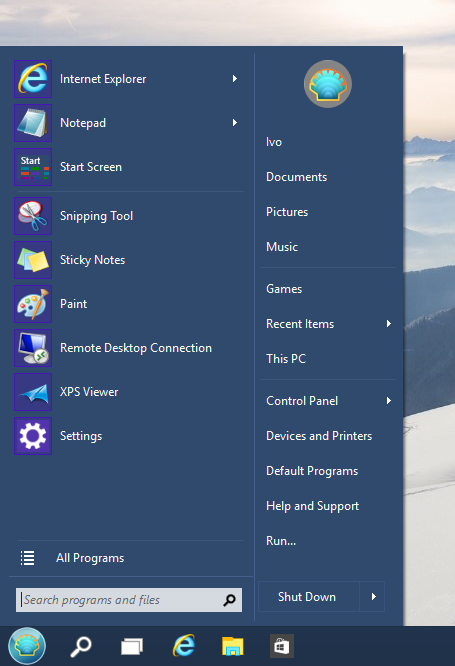 Internet Explorer
Notepad
Start
Start Screen
Snipping Tool
Sticky Notes
Paint
Remote Desktop Connection
XPS Viewer
Settings
All Programs
Search programs and files
Ivo
Documents
Pictures
Music
Games
Recent Items
This PC
Control Panel
Devices and Printers
Default Programs
Help and Support
Run...
Shut Down